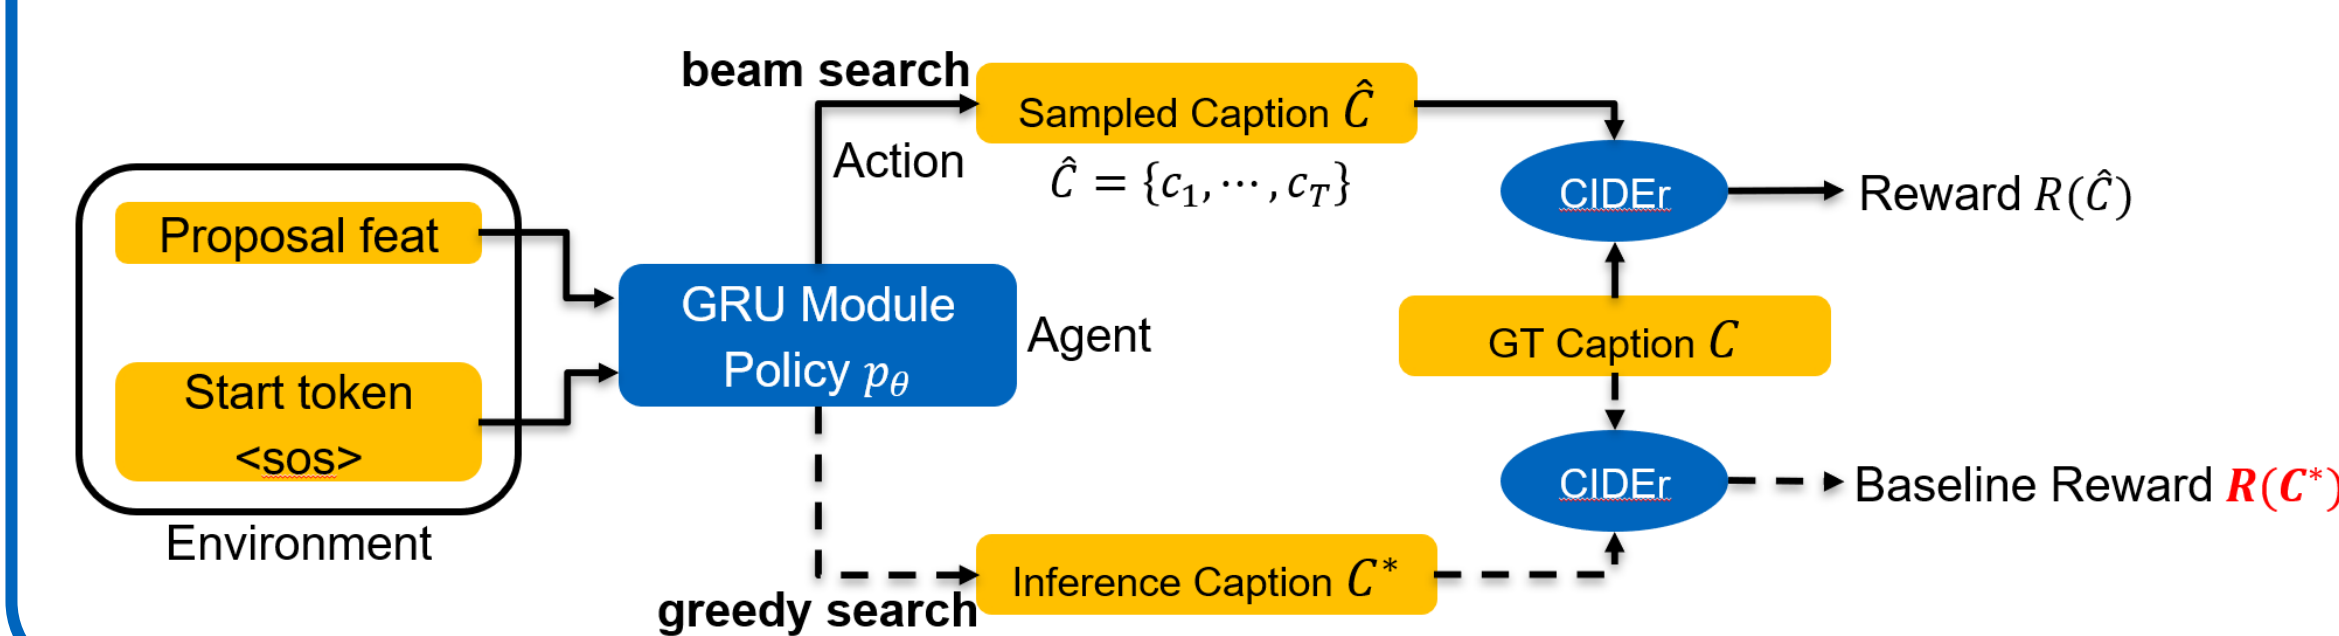 beam search
Sampled Caption Ĉ
Action
Ĉ = {c₁, ⋯ , c_T}
CIDEr
Reward R(Ĉ)
Proposal feat
GRU Module
Policy p_θ
Agent
GT Caption C
Start token
<sos>
CIDEr
Baseline Reward R(C*)
Environment
Inference Caption C*
greedy search